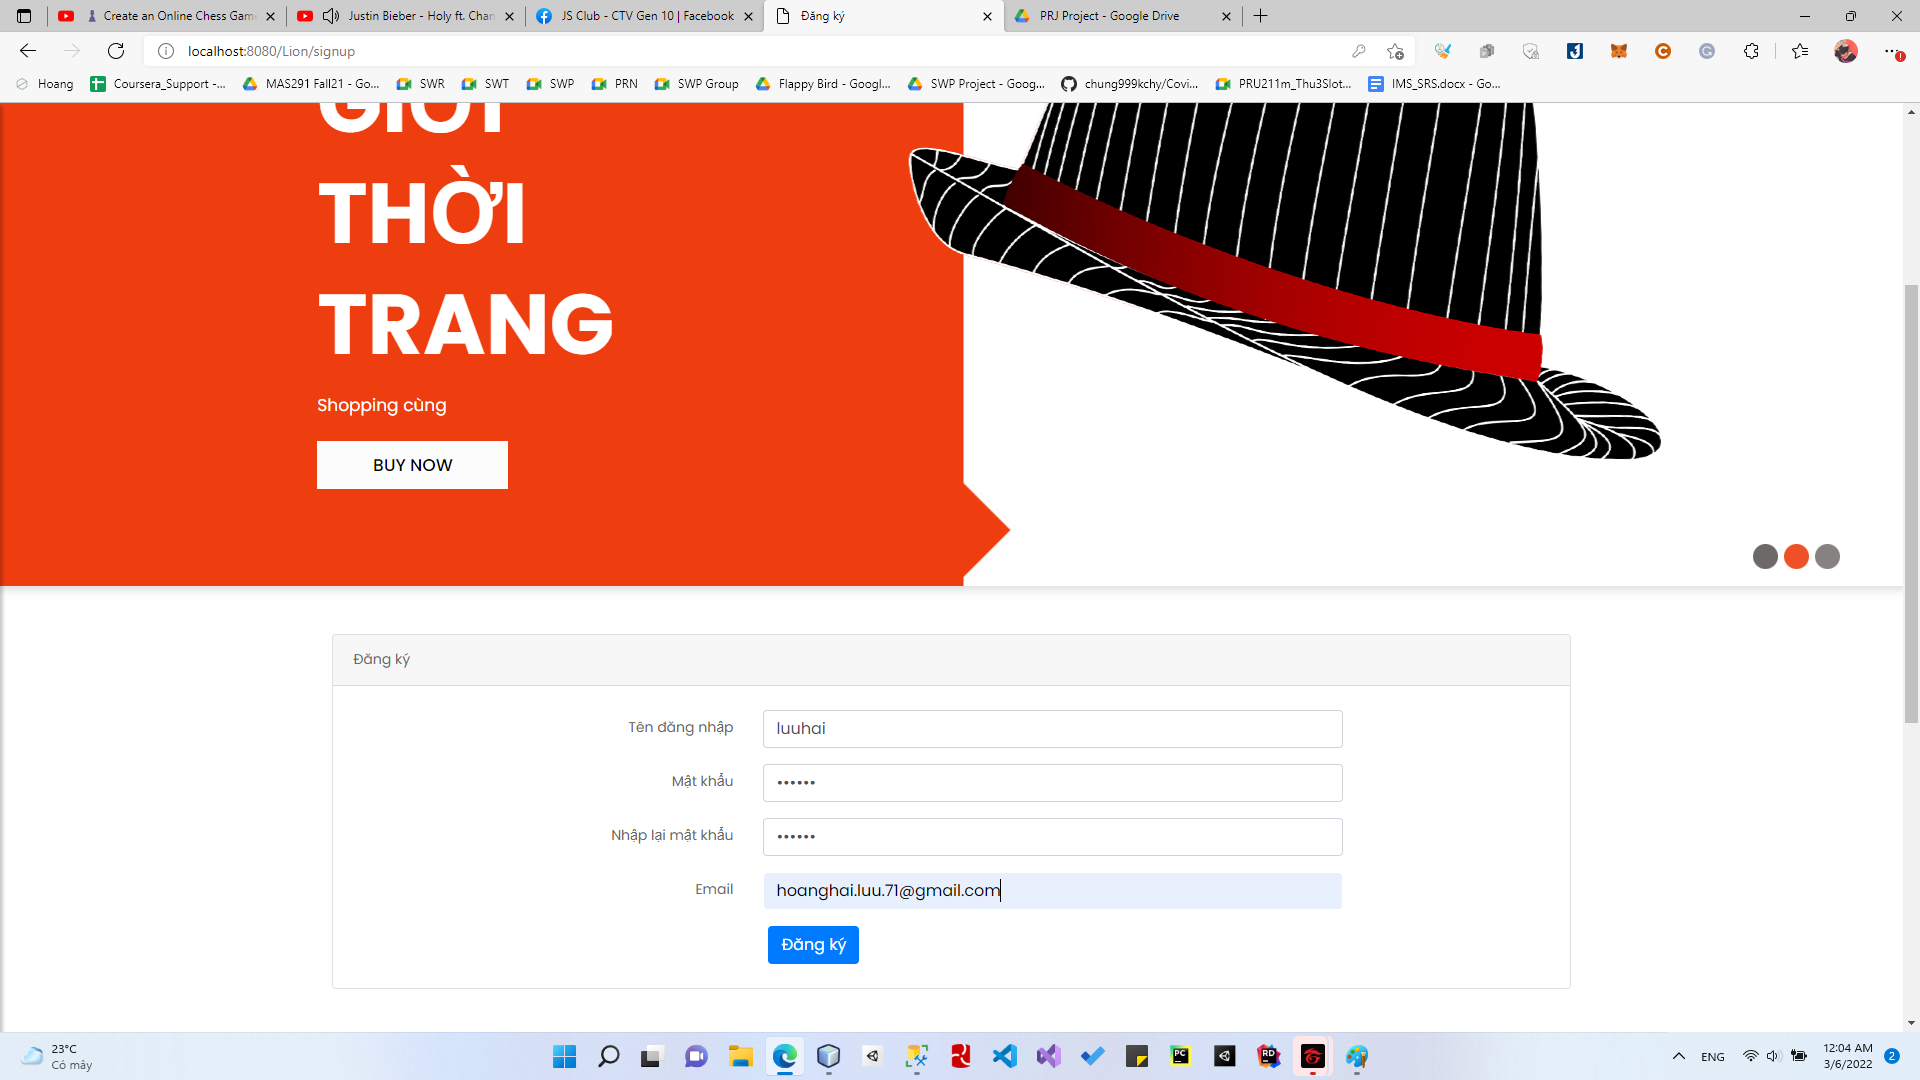 Create an Online Chess Gam
Justin Bieber - Holy ft. Chan
JS Club - CTV Gen 10 | Facebook
Đăng ký
PRJ Project - Google Drive
localhost:8080/Lion/signup
Hoang
Coursera_Support -...
MAS291 Fall21 - Go...
SWR
SWT
SWP
PRN
SWP Group
Flappy Bird - Googl...
SWP Project - Goog...
chung999kchy/Covi...
PRU211m_Thu3Slot...
IMS_SRS.docx - Go...
GIỚI
THỜI
TRANG
Shopping cùng
BUY NOW
Đăng ký
Tên đăng nhập
luuhai
Mật khẩu
••••••
Nhập lại mật khẩu
••••••
Email
hoanghai.luu.71@gmail.com
Đăng ký
23°C
Có mây
ENG
12:04 AM
3/6/2022
2